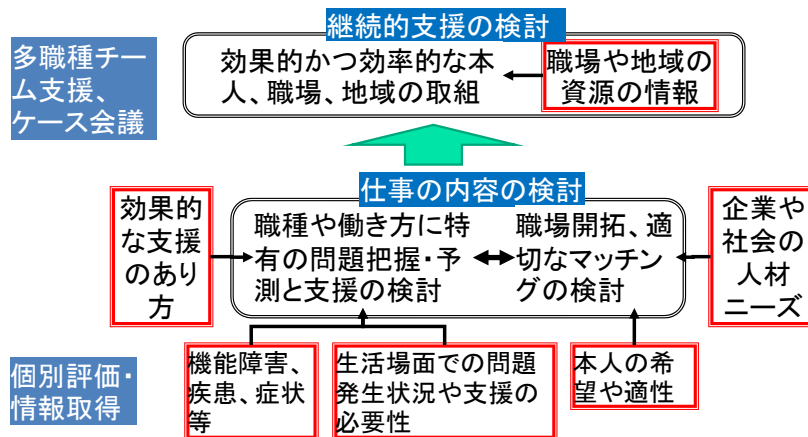 継続的支援の検討
多職種チー
ム支援、
ケース会議
効果的かつ効率的な本
人、職場、地域の取組
職場や地域の
資源の情報
仕事の内容の検討
効果的
な支援
のあり
方
職種や働き方に特
有の問題把握・予
測と支援の検討
職場開拓、適
切なマッチン
グの検討
企業や
社会の
人材
ニーズ
個別評価・
情報取得
機能障害、
疾患、症状
等
生活場面での問題
発生状況や支援の
必要性
本人の希
望や適性